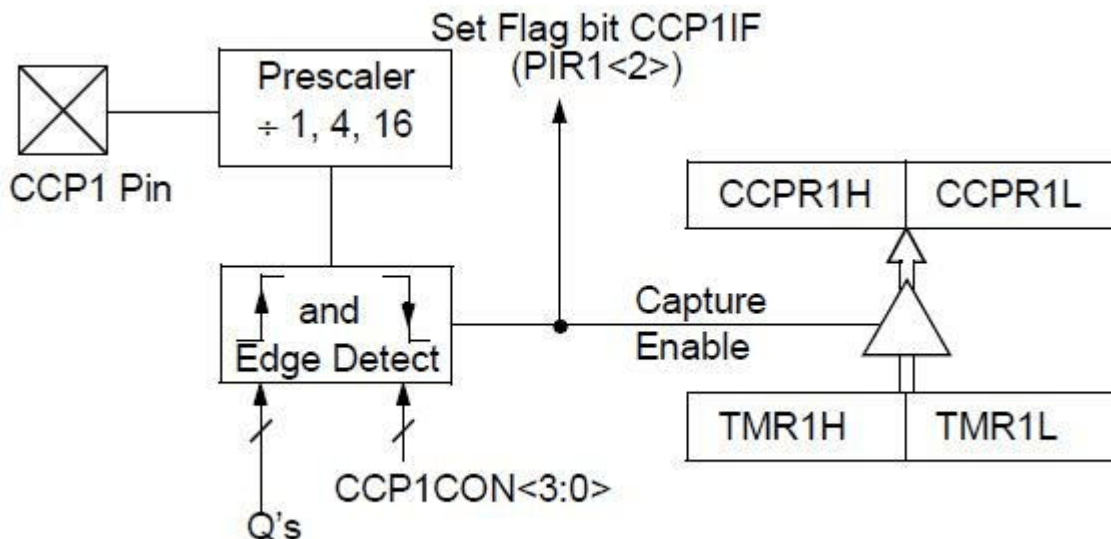 Set Flag bit CCP1IF
(PIR1<2>)
Prescaler
÷ 1, 4, 16
CCP1 Pin
CCPR1H CCPR1L
and
Edge Detect
Capture
Enable
TMR1H TMR1L
CCP1CON<3:0>
Q's